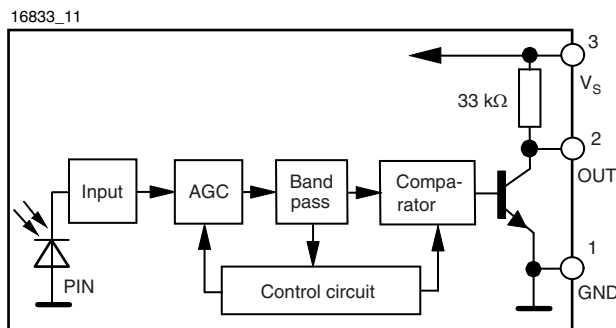 16833_11
3
V_S
33 kΩ
2
OUT
Input
AGC
Band
pass
Compa-
rator
PIN
Control circuit
1
GND